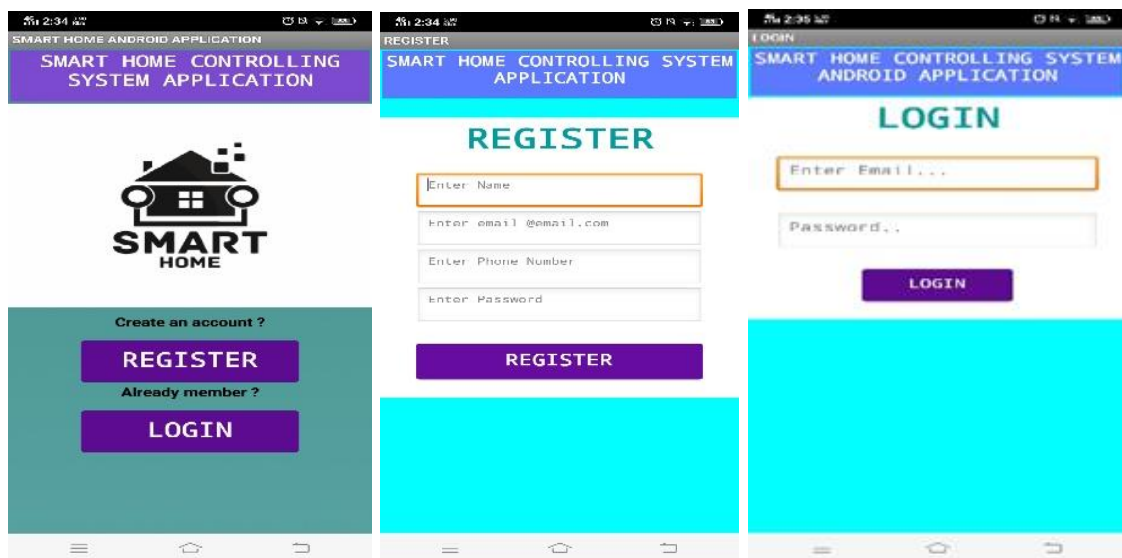 2:34
SMART HOME ANDROID APPLICATION
SMART HOME CONTROLLING
SYSTEM APPLICATION
SMART
HOME
Create an account ?
REGISTER
Already member ?
LOGIN
2:34
REGISTER
SMART HOME CONTROLLING SYSTEM
APPLICATION
REGISTER
Enter Name
Enter email @email.com
Enter Phone Number
Enter Password
REGISTER
2:35
LOGIN
SMART HOME CONTROLLING SYSTEM
ANDROID APPLICATION
LOGIN
Enter Email...
Password..
LOGIN